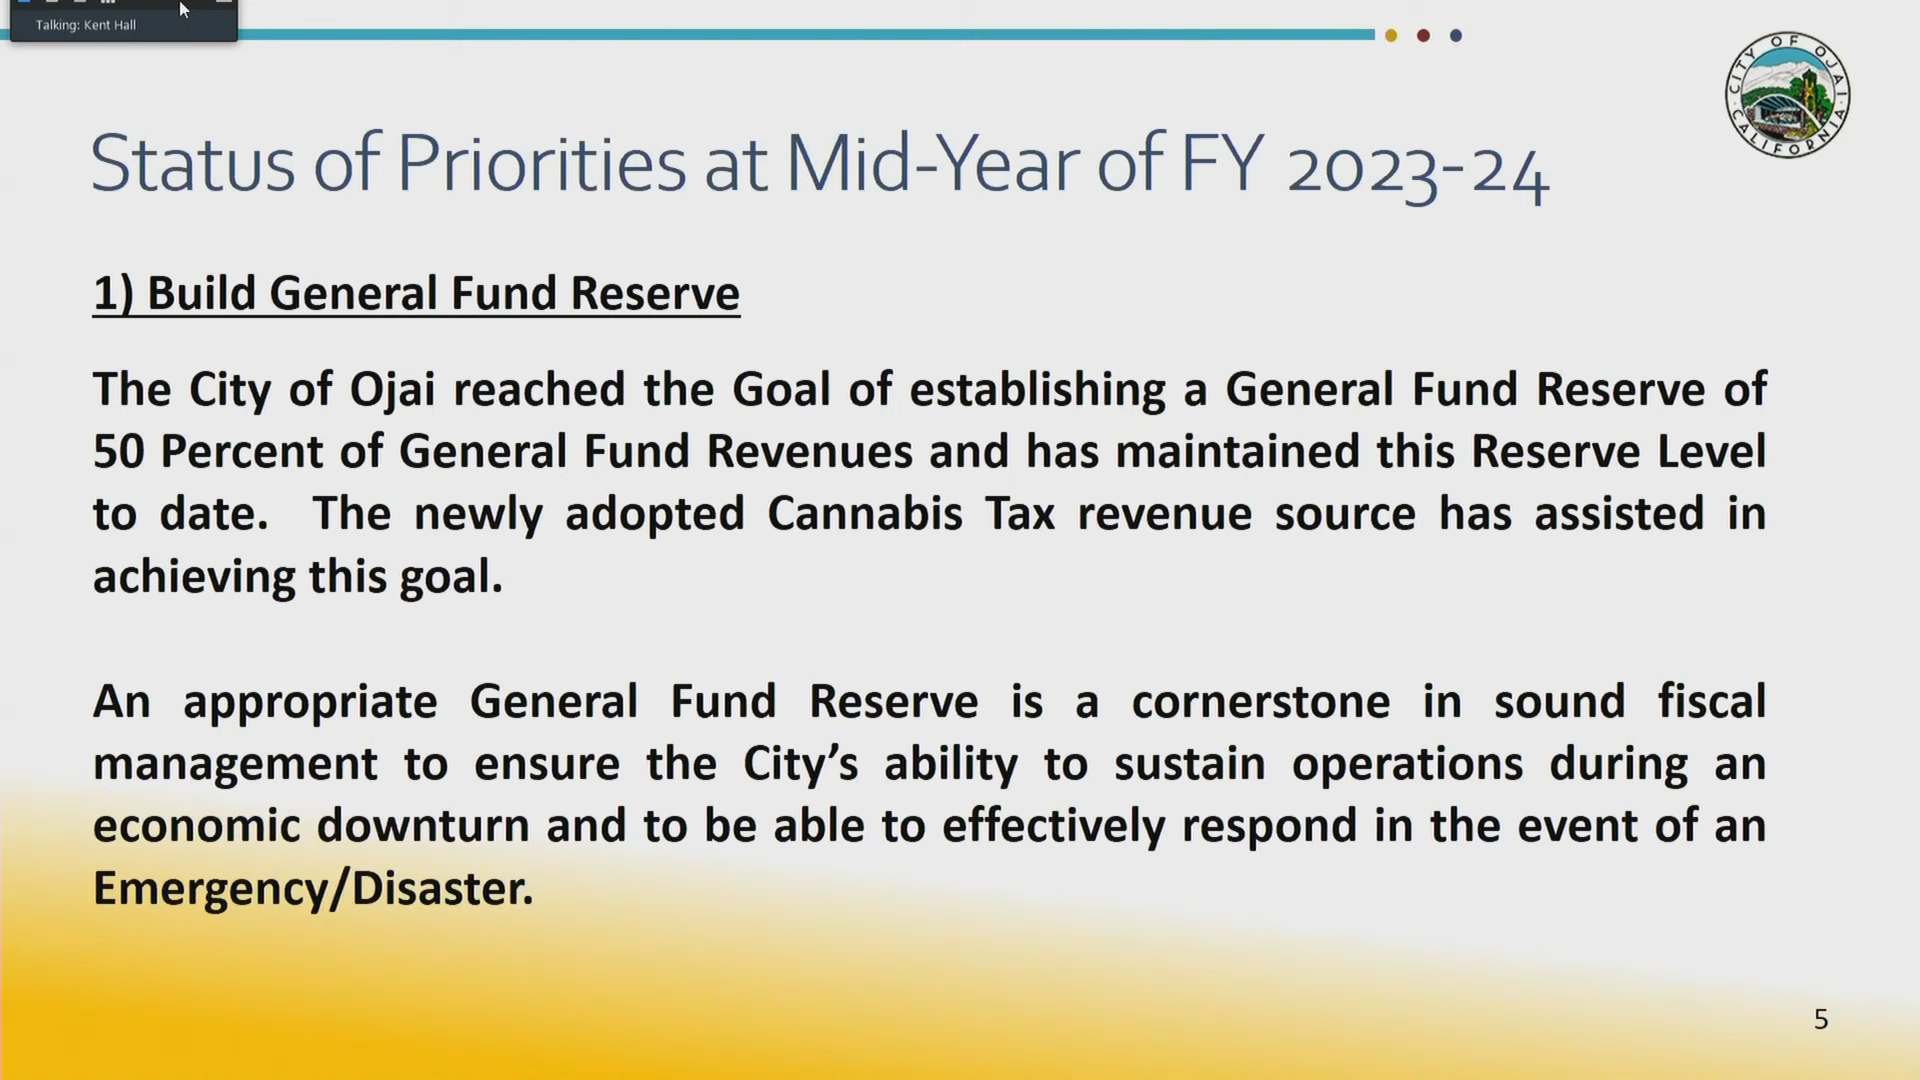 Talking: Kent Hall
CITY OF OJAI
CALIFORNIA
Status of Priorities at Mid-Year of FY 2023-24
1) Build General Fund Reserve
The City of Ojai reached the Goal of establishing a General Fund Reserve of
50 Percent of General Fund Revenues and has maintained this Reserve Level
to date. The newly adopted Cannabis Tax revenue source has assisted in
achieving this goal.
An appropriate General Fund Reserve is a cornerstone in sound fiscal
management to ensure the City’s ability to sustain operations during an
economic downturn and to be able to effectively respond in the event of an
Emergency/Disaster.
5